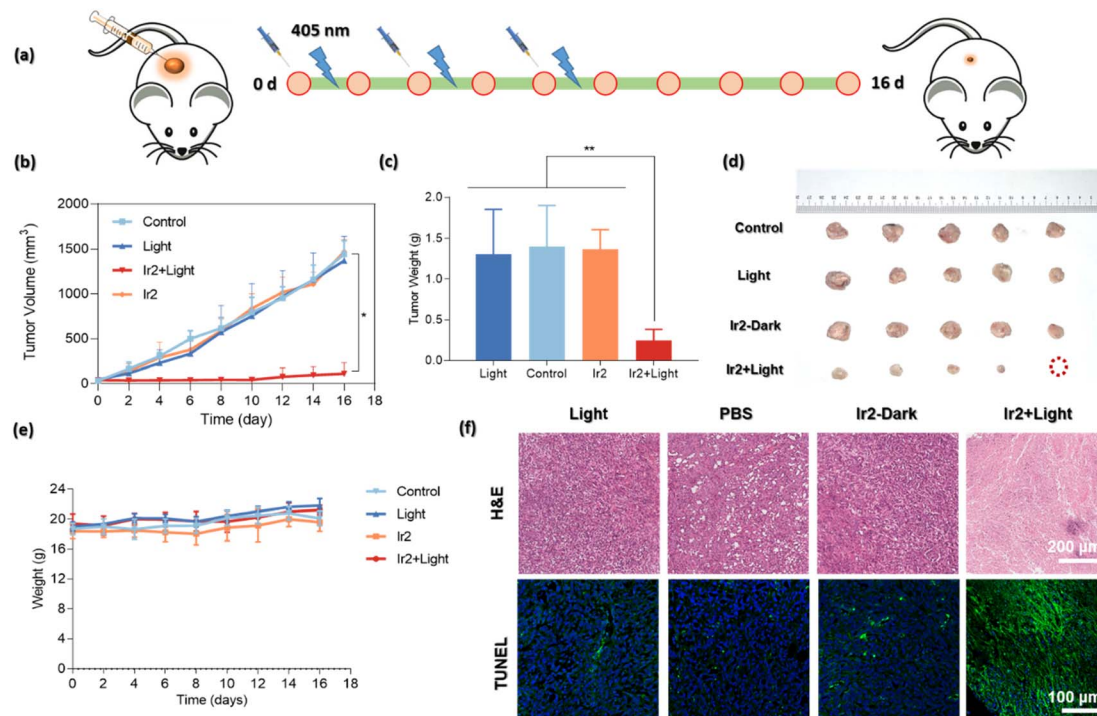 (a)
405 nm
0 d
16 d
(b)
Tumor Volume (mm³)
2000
1500
1000
500
0
Control
Light
Ir2+Light
Ir2
*
0 2 4 6 8 10 12 14 16 18
Time (day)
(c)
**
Tumor Weight (g)
2.0
1.5
1.0
0.5
0.0
Light Control Ir2 Ir2+Light
(d)
Control
Light
Ir2-Dark
Ir2+Light
(e)
Weight (g)
24
20
16
12
8
4
0
Control
Light
Ir2
Ir2+Light
0 2 4 6 8 10 12 14 16 18
Time (days)
(f)
Light PBS Ir2-Dark Ir2+Light
H&E
200 µm
TUNEL
100 µm